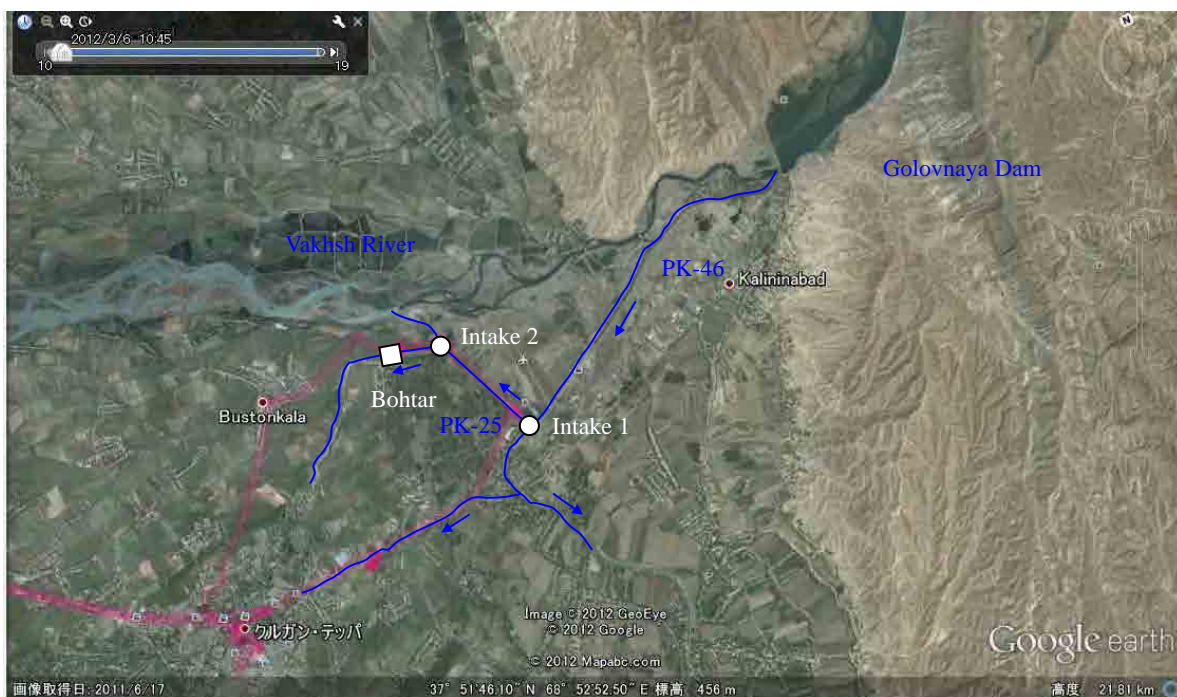 2012/3/6 10:45
10
19
N
Golovnaya Dam
Vakhsh River
PK-46
Kalininabad
Intake 2
Bohtar
Bustonkala
PK-25
Intake 1
Image © 2012 GeoEye
© 2012 Google
クルガン・テッパ
© 2012 Mapabc.com
Google earth
画像取得日: 2011/6/17
37° 51'46.10" N 68° 52'52.50" E 標高 456 m
高度 21.81 km